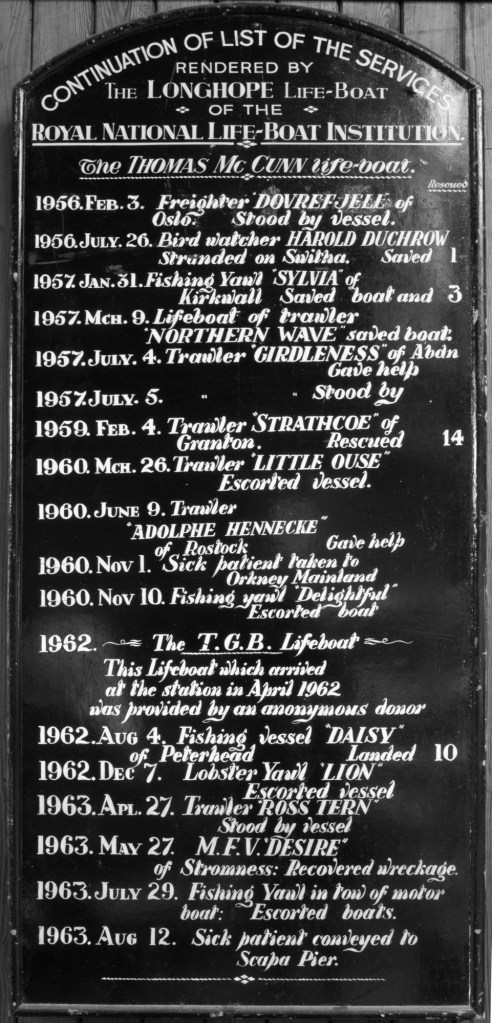 CONTINUATION OF LIST OF THE SERVICES
RENDERED BY
THE LONGHOPE LIFE-BOAT
OF THE
ROYAL NATIONAL LIFE-BOAT INSTITUTION.
The THOMAS Mc CUNN life-boat.
Rescued
1956. FEB. 3. Freighter "DOVREFJELL" of
Oslo. Stood by vessel.
1956. JULY. 26. Bird watcher HAROLD DUCHROW
Stranded on Switha. Saved 1
1957. JAN. 31. Fishing Yawl "SYLVIA" of
Kirkwall Saved boat and 3
1957. MCH. 9. Lifeboat of trawler
"NORTHERN WAVE" saved boat.
1957. JULY. 4. Trawler "GIRDLENESS" of Abdn
Gave help
1957. JULY. 5. " " Stood by
1959. FEB. 4. Trawler "STRATHCOE" of
Granton. Rescued 14
1960. MCH. 26. Trawler "LITTLE OUSE"
Escorted vessel.
1960. JUNE 9. Trawler
"ADOLPHE HENNECKE"
of Rostock Gave help
1960. NOV 1. Sick patient taken to
Orkney Mainland
1960. NOV 10. Fishing yawl "Delightful"
Escorted boat
1962. The T.G.B. Lifeboat
This Lifeboat which arrived
at the station in April 1962
was provided by an anonymous donor
1962. AUG 4. Fishing vessel "DAISY"
of Peterhead Landed 10
1962. DEC 7. Lobster Yawl "LION"
Escorted vessel
1963. APL. 27. Trawler "ROSS TERN"
Stood by vessel
1963. MAY 27. M.F.V. "DESIRE"
of Stromness: Recovered wreckage.
1963. JULY 29. Fishing Yawl in tow of motor
boat: Escorted boats.
1963. AUG 12. Sick patient conveyed to
Scapa Pier.